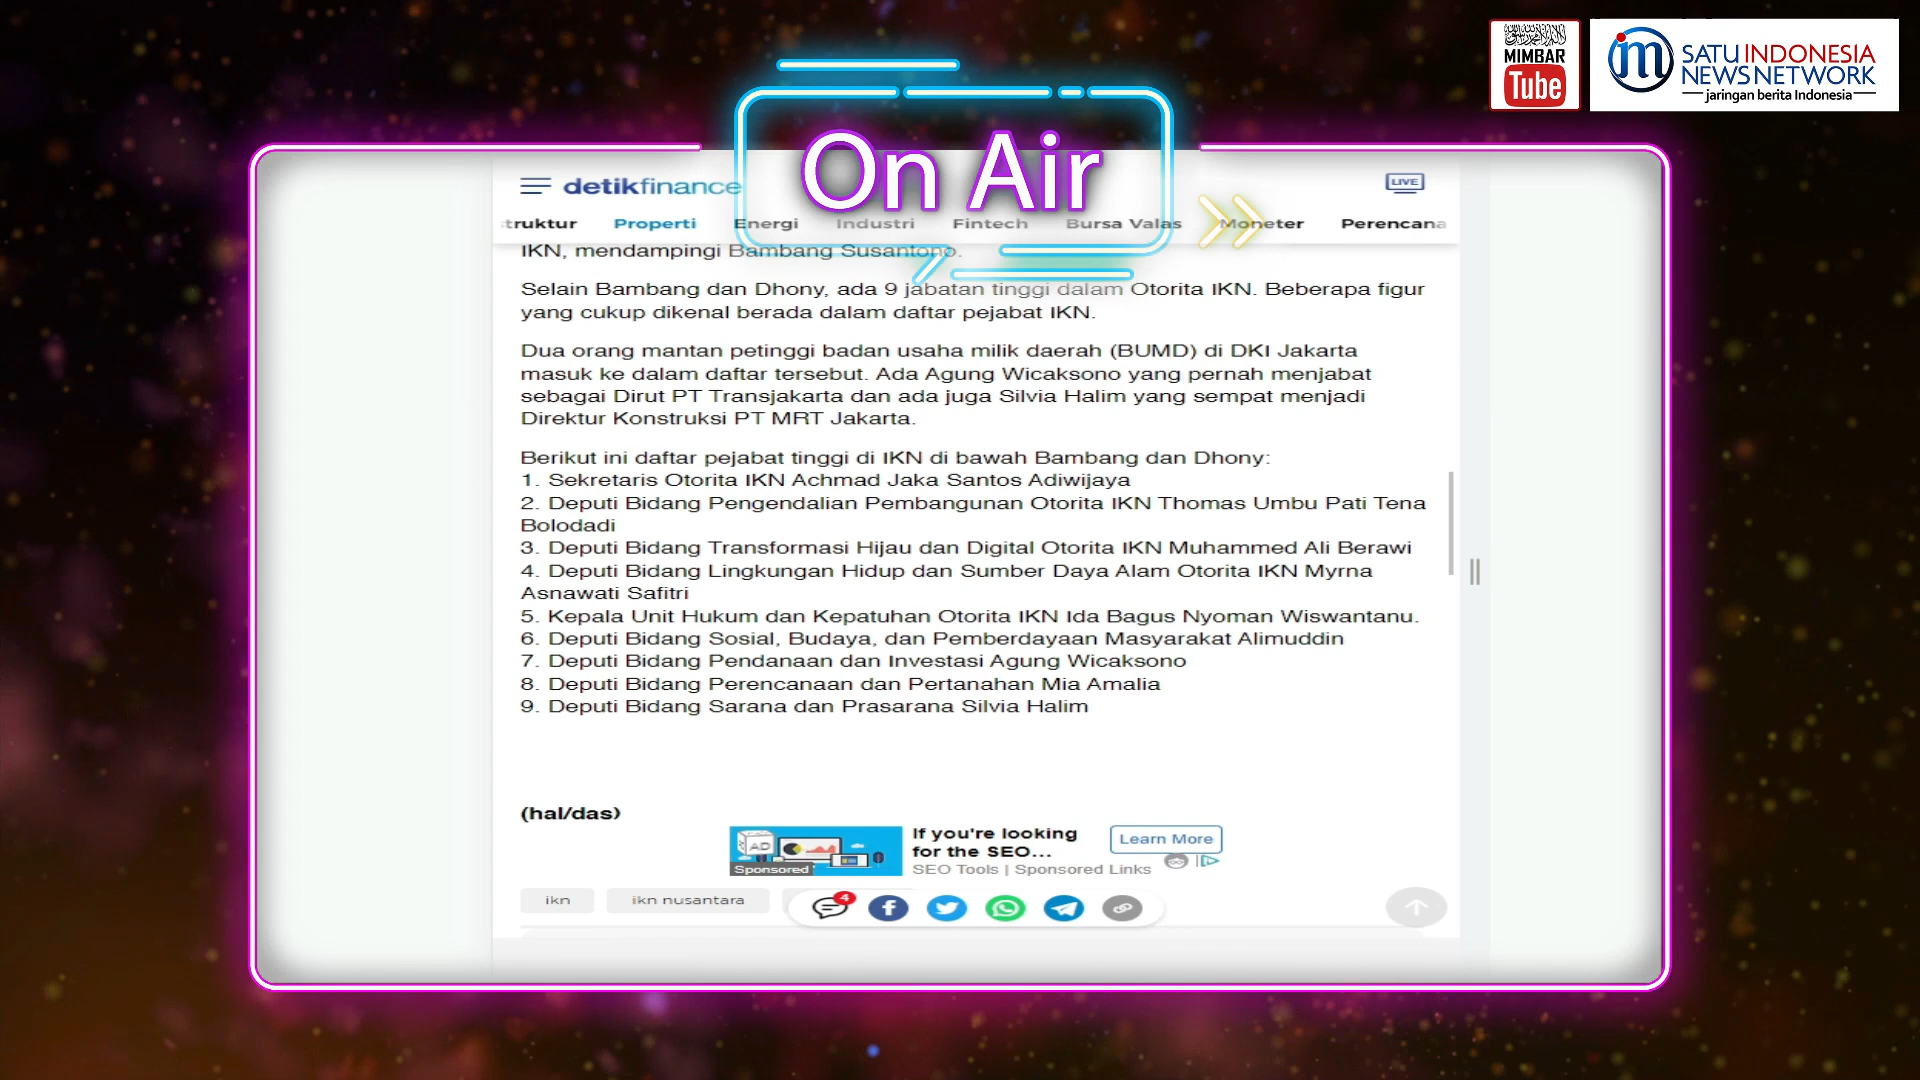 MIMBAR
Tube
SATU INDONESIA
NEWS NETWORK
jaringan berita Indonesia
On Air
detikfinance
LIVE
truktur Properti Energi Industri Fintech Bursa Valas Moneter Perencana
IKN, mendampingi Bambang Susantono.
Selain Bambang dan Dhony, ada 9 jabatan tinggi dalam Otorita IKN. Beberapa figur
yang cukup dikenal berada dalam daftar pejabat IKN.
Dua orang mantan petinggi badan usaha milik daerah (BUMD) di DKI Jakarta
masuk ke dalam daftar tersebut. Ada Agung Wicaksono yang pernah menjabat
sebagai Dirut PT Transjakarta dan ada juga Silvia Halim yang sempat menjadi
Direktur Konstruksi PT MRT Jakarta.
Berikut ini daftar pejabat tinggi di IKN di bawah Bambang dan Dhony:
1. Sekretaris Otorita IKN Achmad Jaka Santos Adiwijaya
2. Deputi Bidang Pengendalian Pembangunan Otorita IKN Thomas Umbu Pati Tena
Bolodadi
3. Deputi Bidang Transformasi Hijau dan Digital Otorita IKN Muhammed Ali Berawi
4. Deputi Bidang Lingkungan Hidup dan Sumber Daya Alam Otorita IKN Myrna
Asnawati Safitri
5. Kepala Unit Hukum dan Kepatuhan Otorita IKN Ida Bagus Nyoman Wiswantanu.
6. Deputi Bidang Sosial, Budaya, dan Pemberdayaan Masyarakat Alimuddin
7. Deputi Bidang Pendanaan dan Investasi Agung Wicaksono
8. Deputi Bidang Perencanaan dan Pertanahan Mia Amalia
9. Deputi Bidang Sarana dan Prasarana Silvia Halim
(hal/das)
AD
Sponsored
If you're looking
for the SEO...
SEO Tools | Sponsored Links
Learn More
ikn ikn nusantara
4